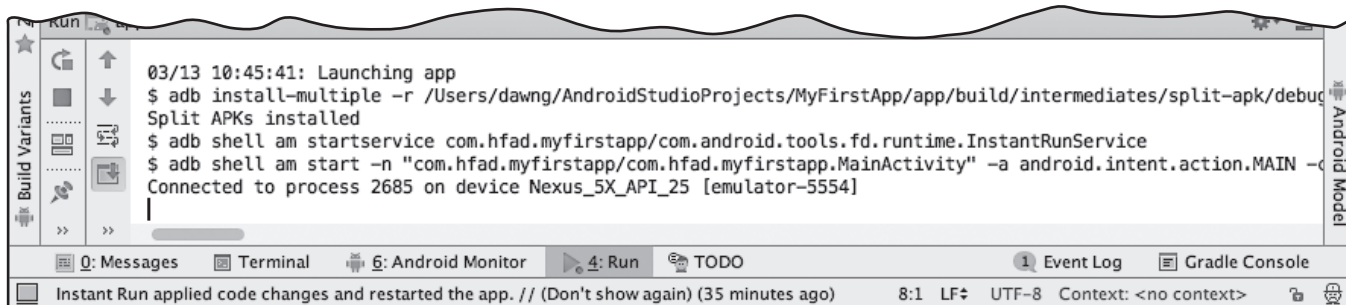 Run
03/13 10:45:41: Launching app
$ adb install-multiple -r /Users/dawng/AndroidStudioProjects/MyFirstApp/app/build/intermediates/split-apk/debug
Split APKs installed
$ adb shell am startservice com.hfad.myfirstapp/com.android.tools.fd.runtime.InstantRunService
$ adb shell am start -n "com.hfad.myfirstapp/com.hfad.myfirstapp.MainActivity" -a android.intent.action.MAIN -c
Connected to process 2685 on device Nexus_5X_API_25 [emulator-5554]
Build Variants
Android Model
>> >>
0: Messages Terminal 6: Android Monitor 4: Run TODO 1 Event Log Gradle Console
Instant Run applied code changes and restarted the app. // (Don't show again) (35 minutes ago) 8:1 LF UTF-8 Context: <no context>